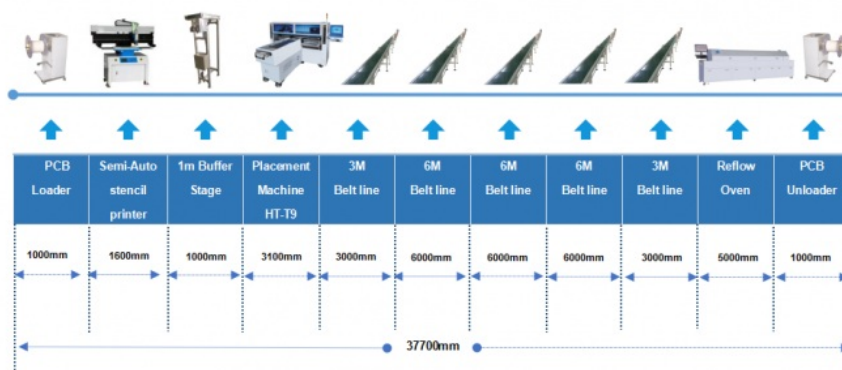 PCB Loader
Semi-Auto stencil printer
1m Buffer Stage
Placement Machine HT-T9
3M Belt line
6M Belt line
6M Belt line
6M Belt line
3M Belt line
Reflow Oven
PCB Unloader
1000mm
1600mm
1000mm
3100mm
3000mm
6000mm
6000mm
6000mm
3000mm
5000mm
1000mm
37700mm